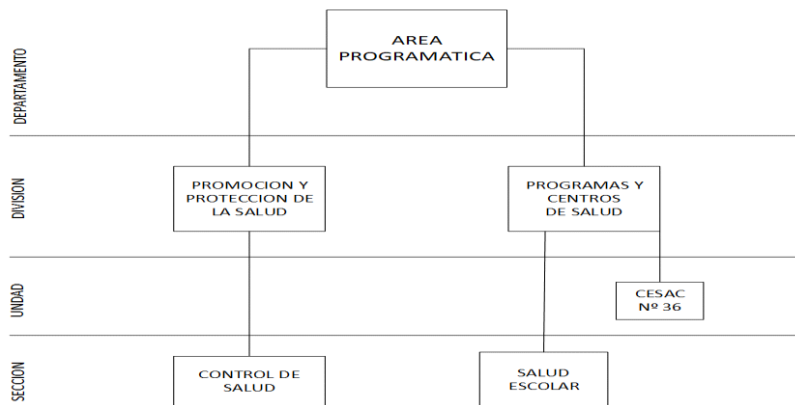 DEPARTAMENTO
AREA
PROGRAMATICA
DIVISION
PROMOCION Y
PROTECCION DE
LA SALUD
PROGRAMAS Y
CENTROS
DE SALUD
UNDAD
CESAC
Nº 36
SECCION
CONTROL DE
SALUD
SALUD
ESCOLAR